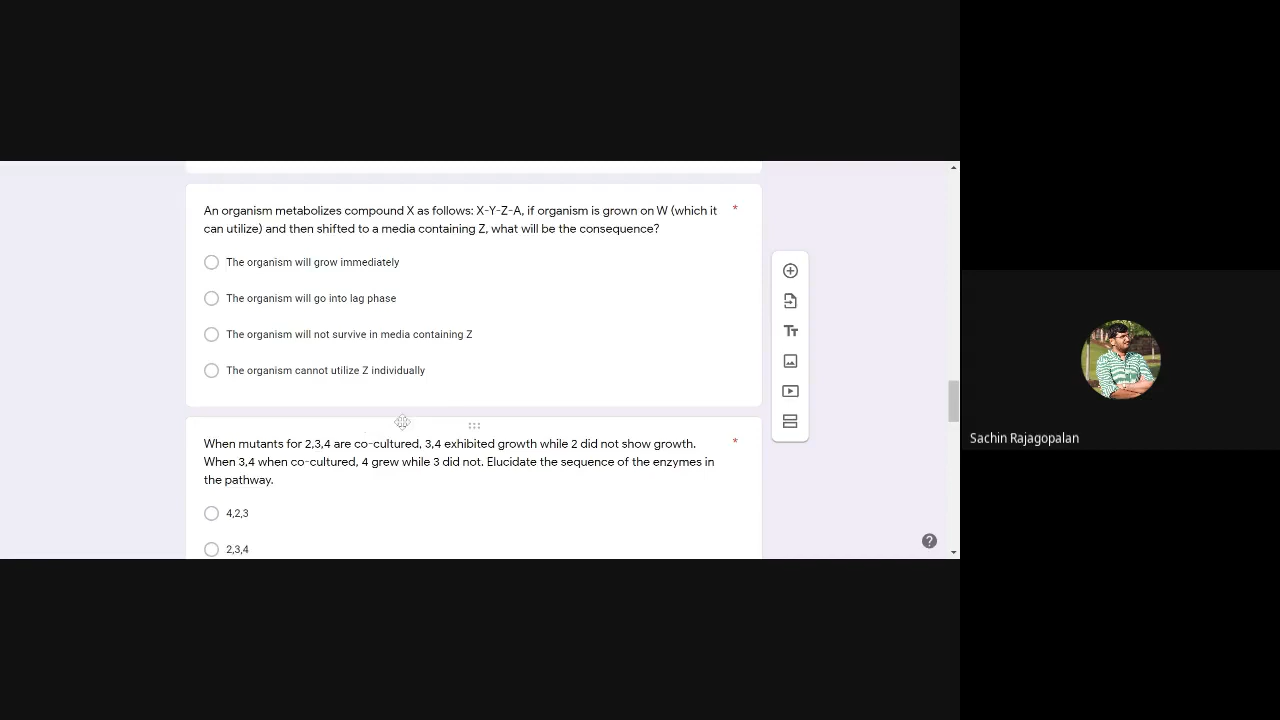 An organism metabolizes compound X as follows: X-Y-Z-A, if organism is grown on W (which it *
can utilize) and then shifted to a media containing Z, what will be the consequence?
The organism will grow immediately
The organism will go into lag phase
The organism will not survive in media containing Z
The organism cannot utilize Z individually
When mutants for 2,3,4 are co-cultured, 3,4 exhibited growth while 2 did not show growth. *
When 3,4 when co-cultured, 4 grew while 3 did not. Elucidate the sequence of the enzymes in
the pathway.
4,2,3
2,3,4
Tт
?
Sachin Rajagopalan